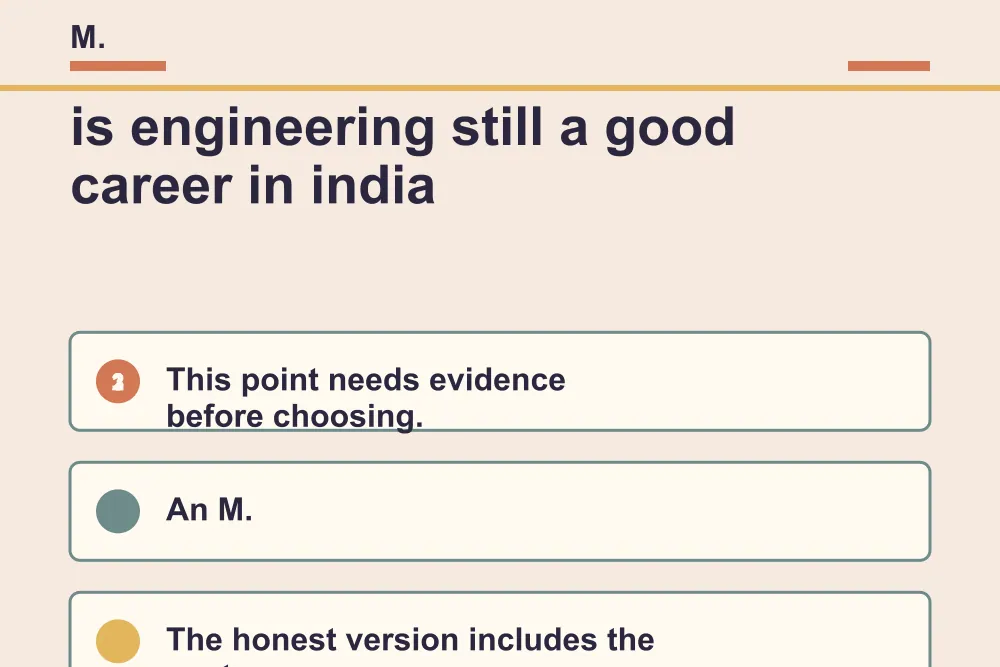 M.
is engineering still a good
career in india
This point needs evidence
before choosing.
An M.
The honest version includes the